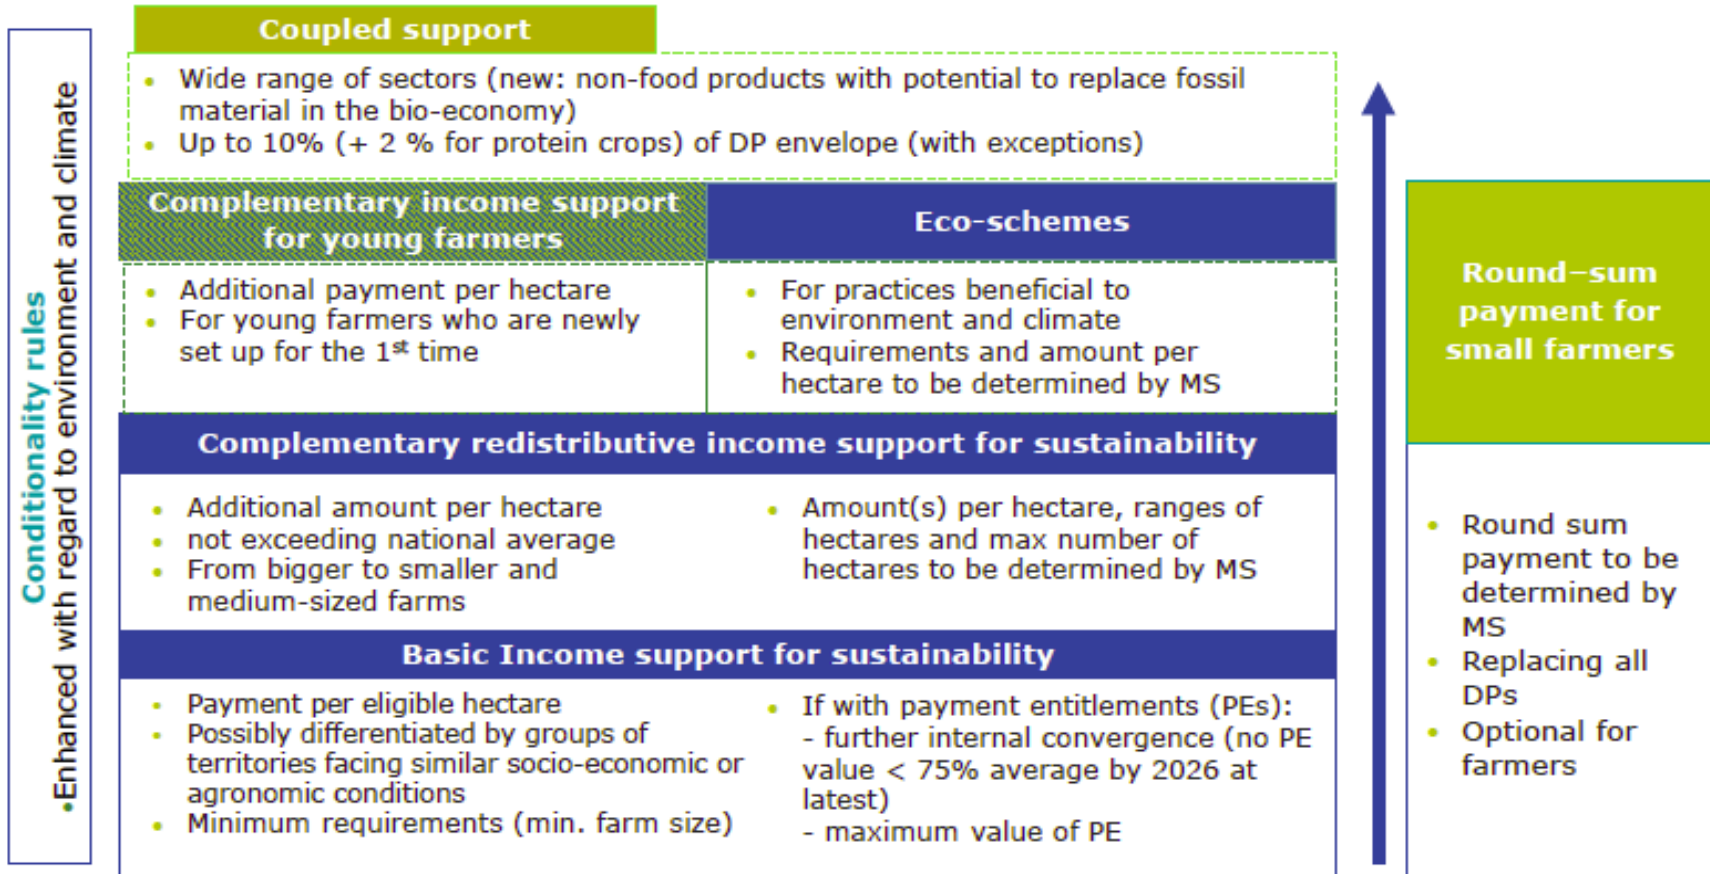 Conditionality rules
•Enhanced with regard to environment and climate
Coupled support
• Wide range of sectors (new: non-food products with potential to replace fossil
material in the bio-economy)
• Up to 10% (+ 2 % for protein crops) of DP envelope (with exceptions)
Complementary income support
for young farmers
• Additional payment per hectare
• For young farmers who are newly
set up for the 1st time
Eco-schemes
• For practices beneficial to
environment and climate
• Requirements and amount per
hectare to be determined by MS
Complementary redistributive income support for sustainability
• Additional amount per hectare
• not exceeding national average
• From bigger to smaller and
medium-sized farms
• Amount(s) per hectare, ranges of
hectares and max number of
hectares to be determined by MS
Basic Income support for sustainability
• Payment per eligible hectare
• Possibly differentiated by groups of
territories facing similar socio-economic or
agronomic conditions
• Minimum requirements (min. farm size)
• If with payment entitlements (PEs):
- further internal convergence (no PE
value < 75% average by 2026 at
latest)
- maximum value of PE
Round–sum
payment for
small farmers
• Round sum
payment to be
determined by
MS
• Replacing all
DPs
• Optional for
farmers